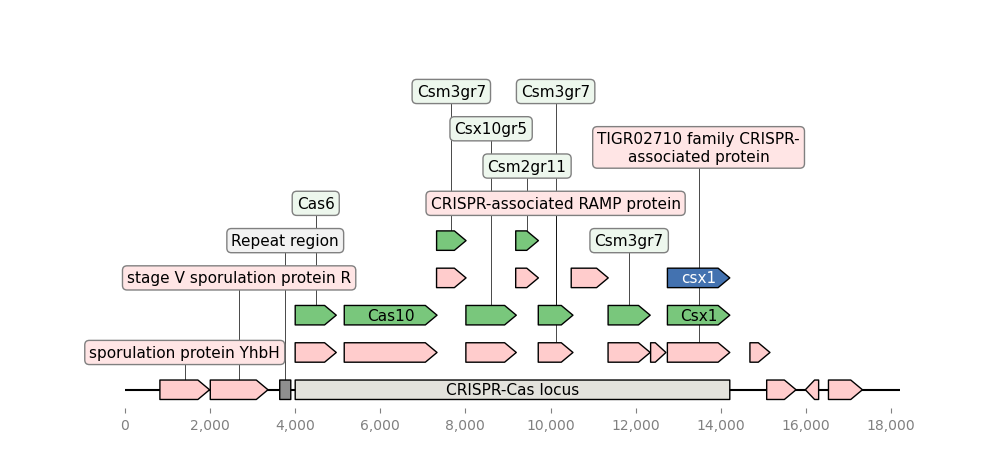 Csm3gr7
Csm3gr7
Csx10gr5
TIGR02710 family CRISPR-
associated protein
Csm2gr11
Cas6
CRISPR-associated RAMP protein
Repeat region
Csm3gr7
stage V sporulation protein R
csx1
Cas10
Csx1
sporulation protein YhbH
CRISPR-Cas locus
0
2,000
4,000
6,000
8,000
10,000
12,000
14,000
16,000
18,000